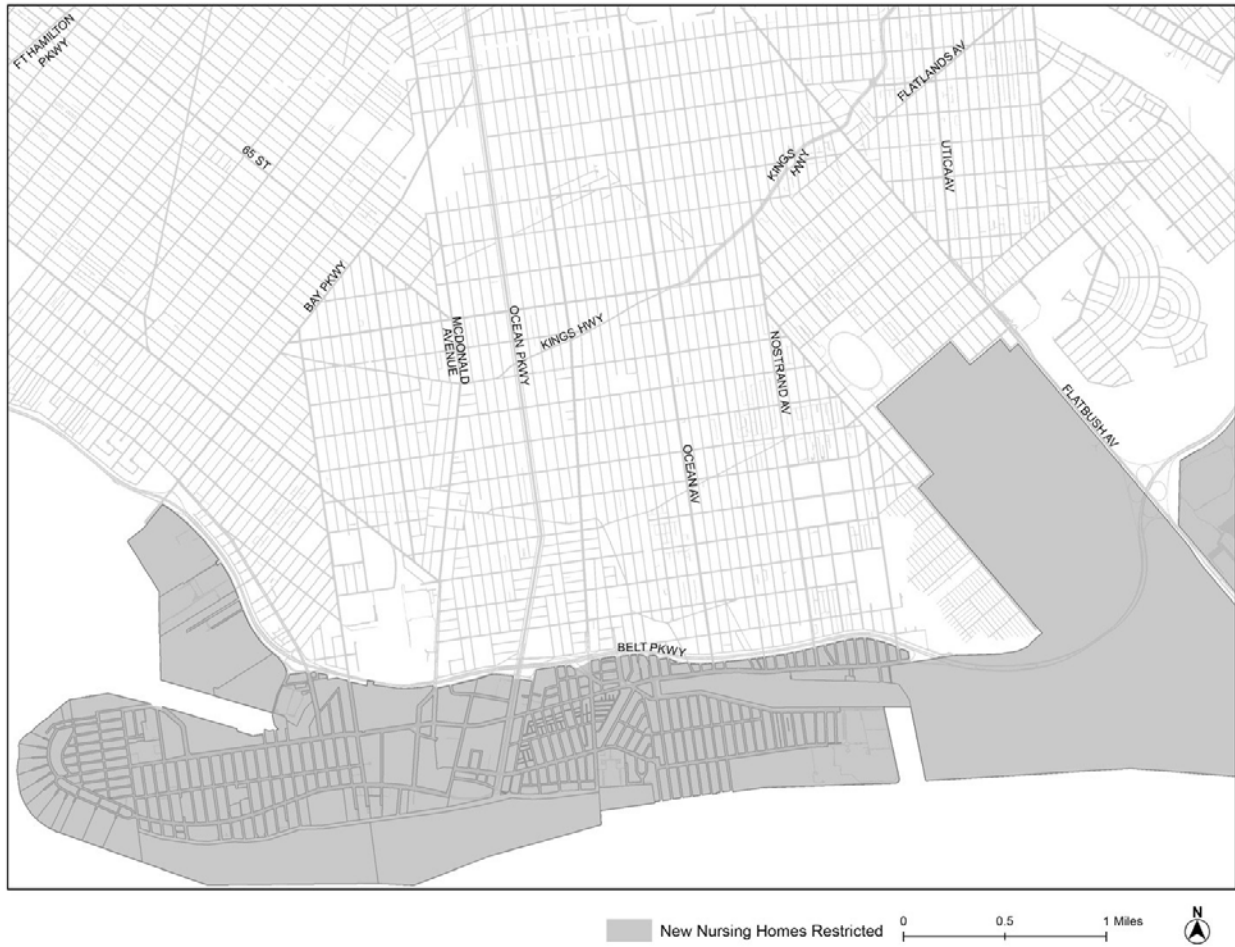 FT HAMILTON
PKWY
FLATLANDS AV
65 ST
KINGS
HWY
UTICA AV
BAY PKWY
MCDONALD
AVENUE
OCEAN PKWY
KINGS HWY
NOSTRAND AV
FLATBUSH AV
OCEAN AV
BELT PKWY
New Nursing Homes Restricted
0 0.5 1 Miles
N